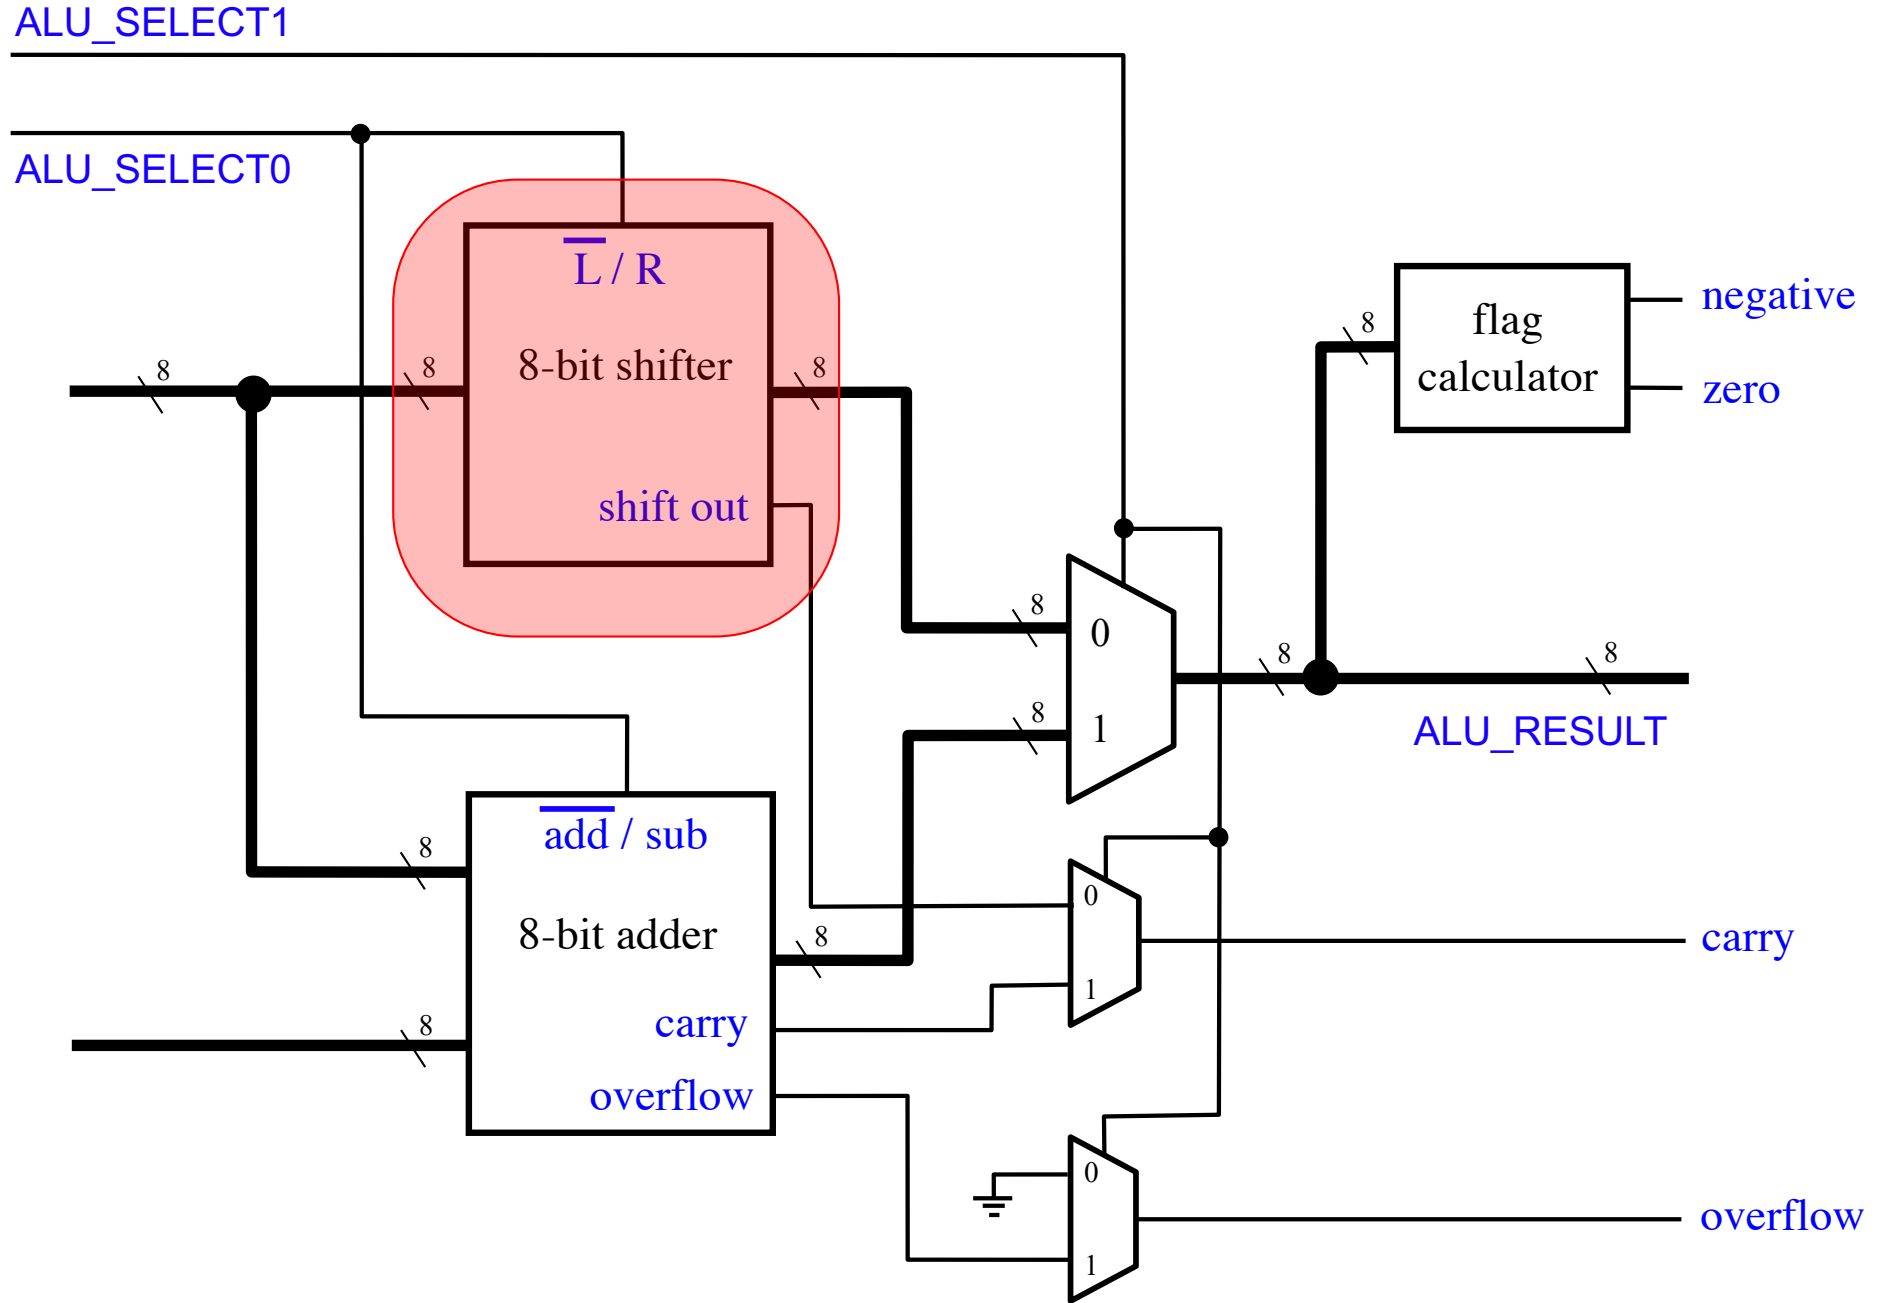 ALU_SELECT1
ALU_SELECT0
L / R
8-bit shifter
shift out
8
8
8
8
8
8
8
8
0
1
flag
calculator
negative
zero
ALU_RESULT
add / sub
8-bit adder
carry
overflow
8
8
8
0
1
carry
0
1
overflow